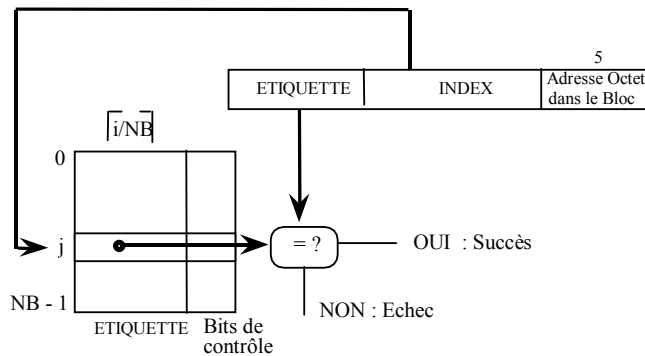 5
ETIQUETTE INDEX Adresse Octet
dans le Bloc
⌈i/NB⌉
0
j
= ?
OUI : Succès
NB - 1
NON : Echec
ETIQUETTE Bits de
contrôle